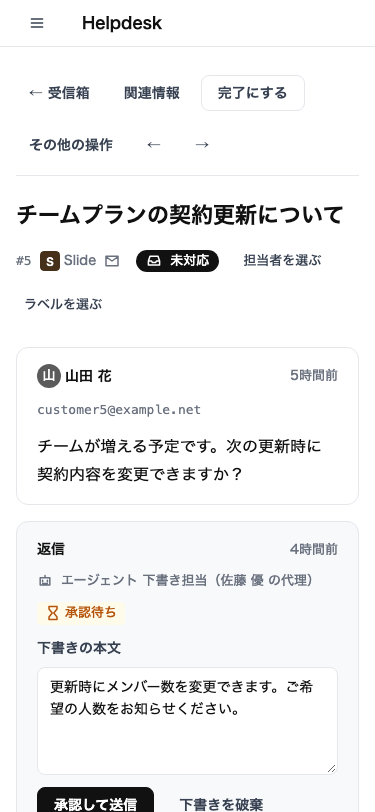 Helpdesk
← 受信箱 関連情報 完了にする
その他の操作 ← →
チームプランの契約更新について
#5 S Slide 未対応 担当者を選ぶ
ラベルを選ぶ
山 山田 花 5時間前
customer5@example.net
チームが増える予定です。次の更新時に
契約内容を変更できますか？
返信 4時間前
エージェント 下書き担当（佐藤 優 の代理）
承認待ち
下書きの本文
更新時にメンバー数を変更できます。ご希
望の人数をお知らせください。
承認して送信 下書きを破棄